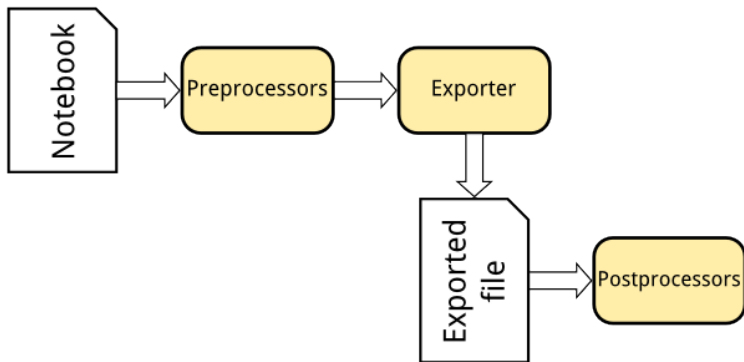 Notebook
Preprocessors
Exporter
Exported
file
Postprocessors